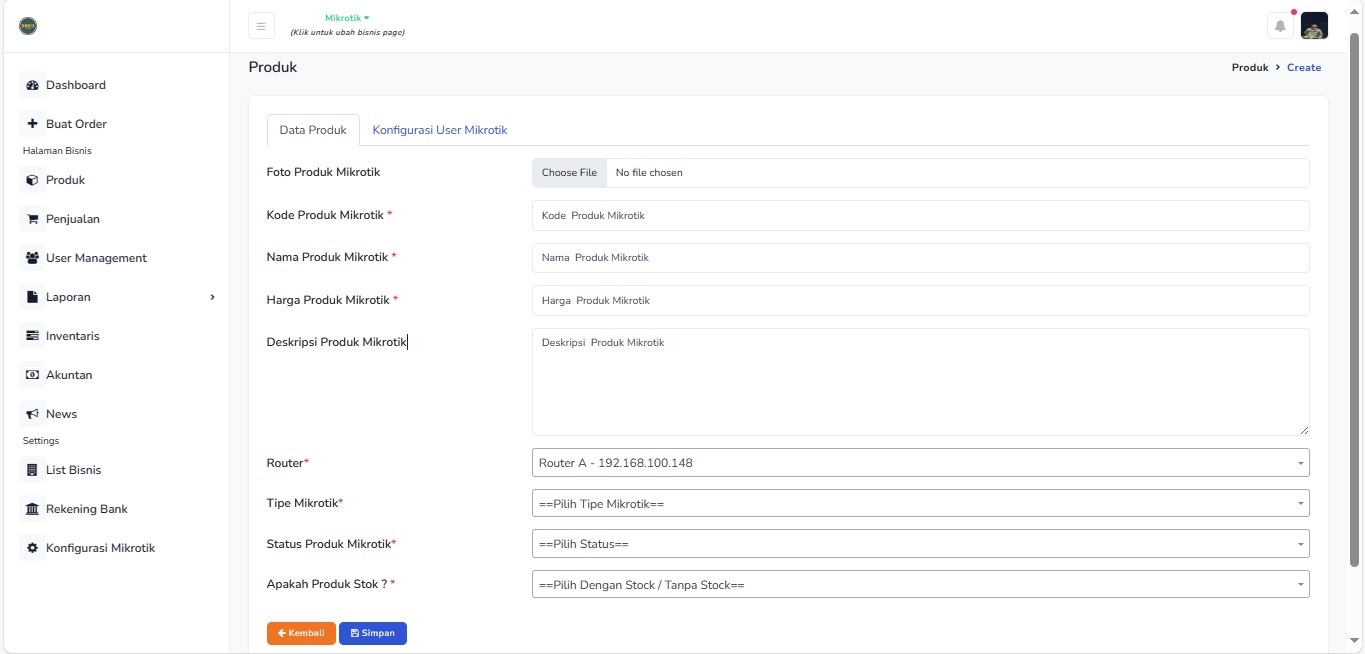 Mikrotik
(Klik untuk ubah bisnis page)
Dashboard
Buat Order
Halaman Bisnis
Produk
Penjualan
User Management
Laporan
Inventaris
Akuntan
News
Settings
List Bisnis
Rekening Bank
Konfigurasi Mikrotik
Produk
Produk > Create
Data Produk
Konfigurasi User Mikrotik
Foto Produk Mikrotik
Choose File No file chosen
Kode Produk Mikrotik *
Kode Produk Mikrotik
Nama Produk Mikrotik *
Nama Produk Mikrotik
Harga Produk Mikrotik *
Harga Produk Mikrotik
Deskripsi Produk Mikrotik
Deskripsi Produk Mikrotik
Router*
Router A - 192.168.100.148
Tipe Mikrotik*
==Pilih Tipe Mikrotik==
Status Produk Mikrotik*
==Pilih Status==
Apakah Produk Stok ? *
==Pilih Dengan Stock / Tanpa Stock==
Kembali
Simpan